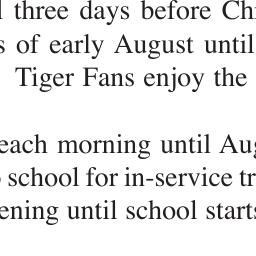 three days before Ch
of early August until
Tiger Fans enjoy the
each morning until Aug
school for in-service tr
ening until school starts